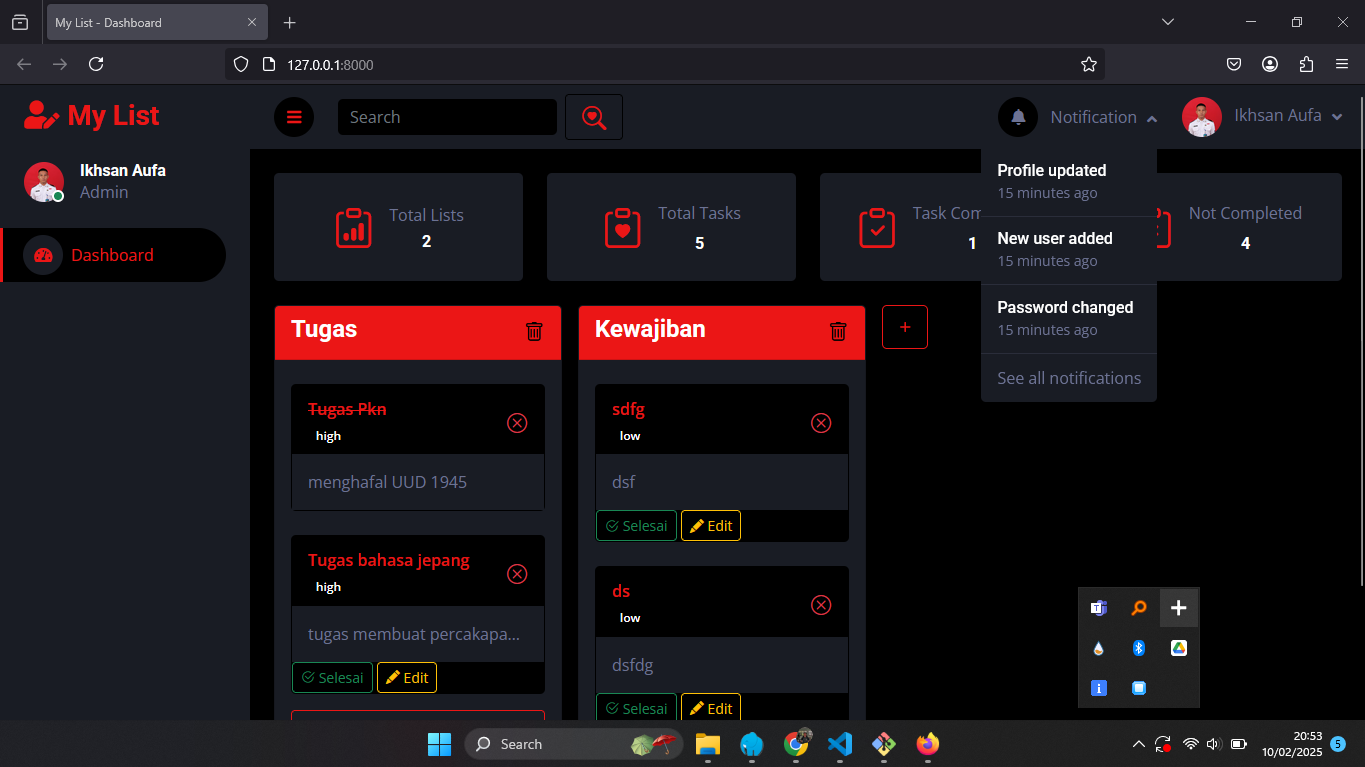 My List - Dashboard
127.0.0.1:8000
My List
Search
Notification
Ikhsan Aufa
Ikhsan Aufa
Admin
Dashboard
Total Lists
2
Total Tasks
5
Task Com
1
Not Completed
4
Profile updated
15 minutes ago
New user added
15 minutes ago
Password changed
15 minutes ago
See all notifications
Tugas
Tugas Pkn
high
menghafal UUD 1945
Tugas bahasa jepang
high
tugas membuat percakapa...
Selesai
Edit
Kewajiban
sdfg
low
dsf
Selesai
Edit
ds
low
dsfdg
Selesai
Edit
+
Search
20:53
10/02/2025
5